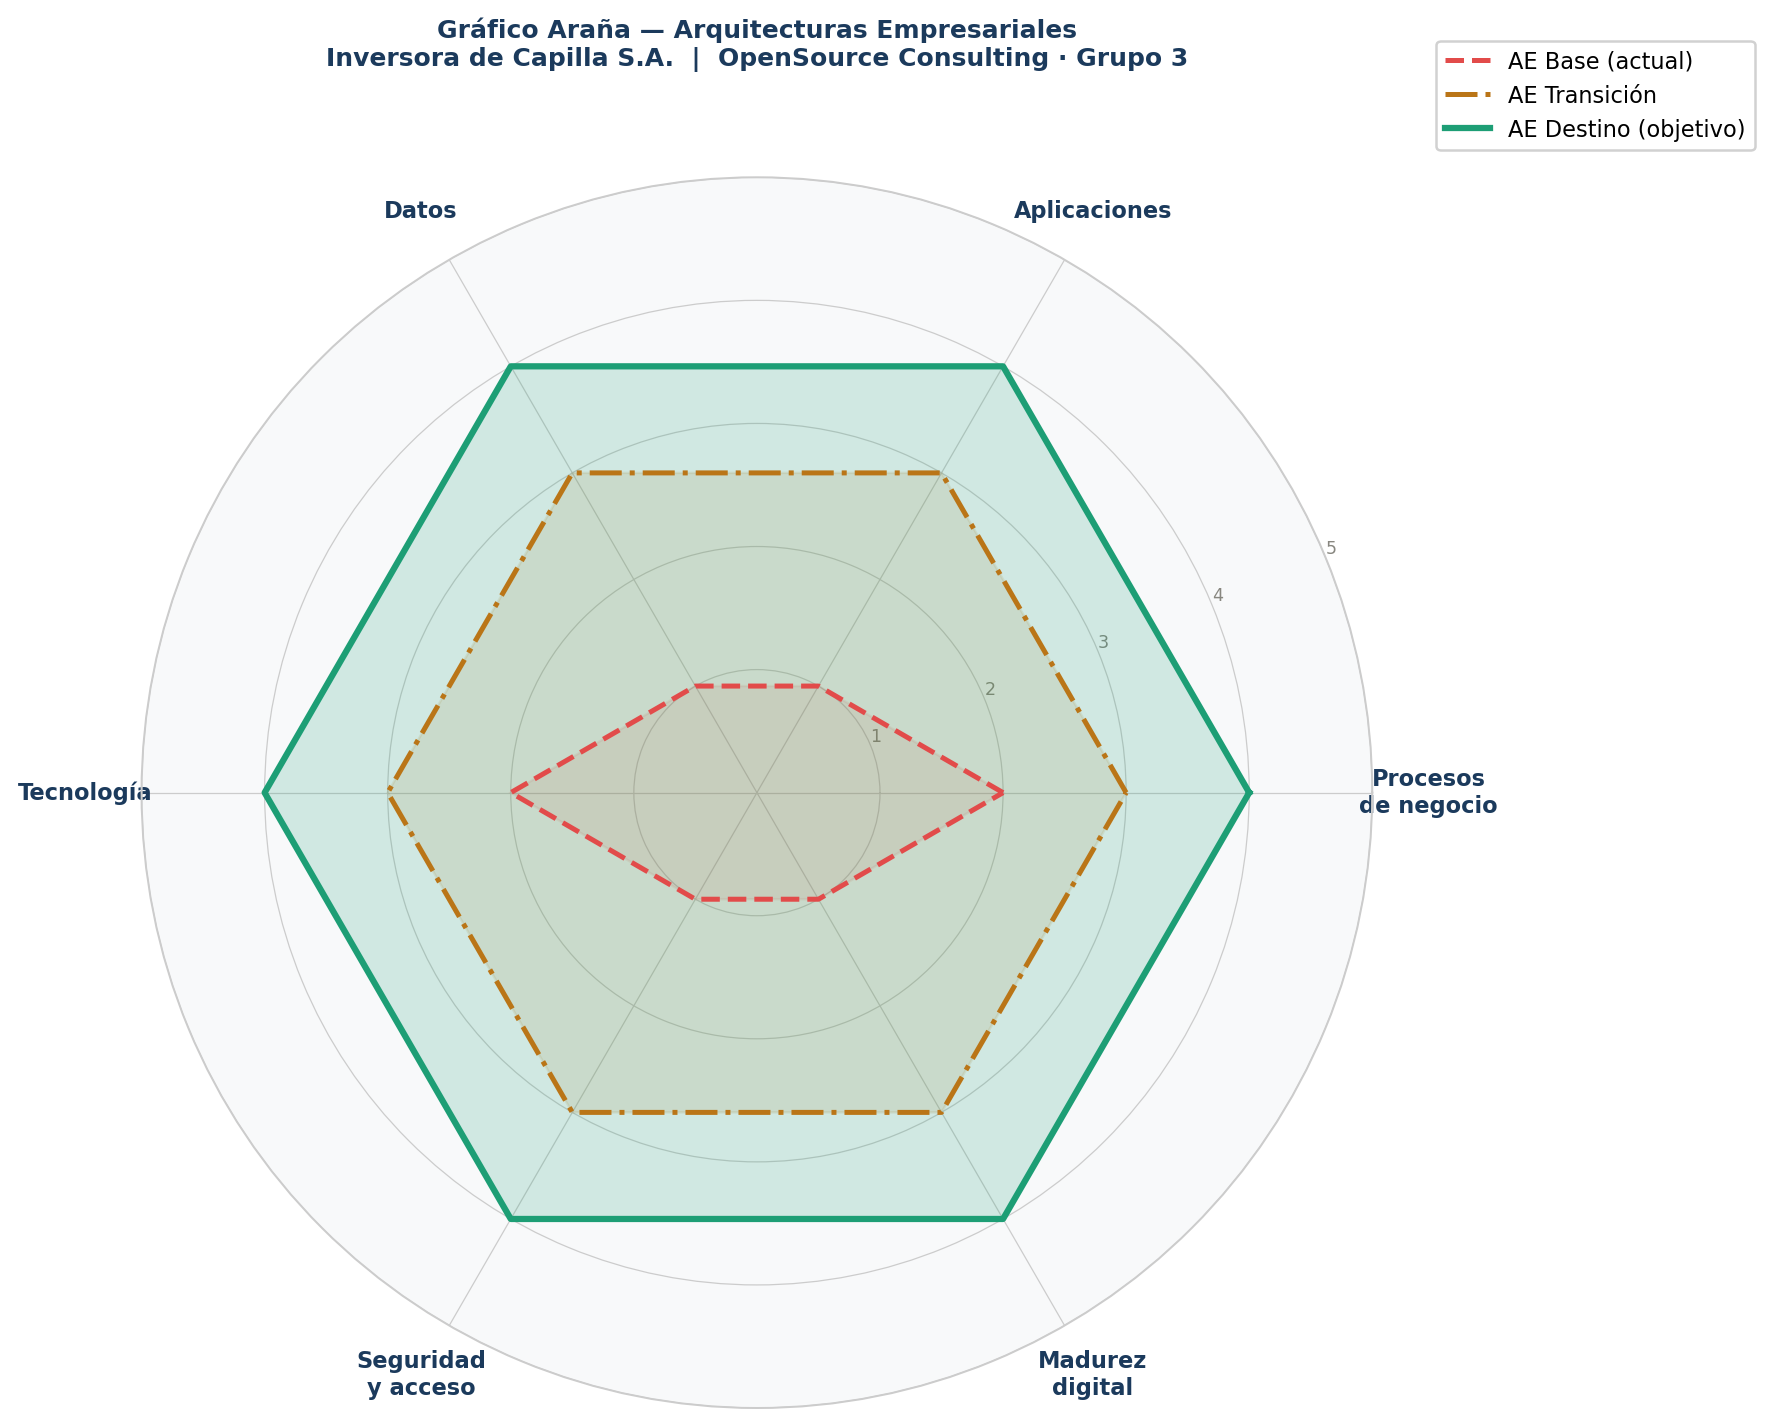 Gráfico Araña — Arquitecturas Empresariales
Inversora de Capilla S.A.  |  OpenSource Consulting · Grupo 3
AE Base (actual)
AE Transición
AE Destino (objetivo)
Datos
Aplicaciones
5
4
3
2
1
Tecnología
Procesos
de negocio
Seguridad
y acceso
Madurez
digital